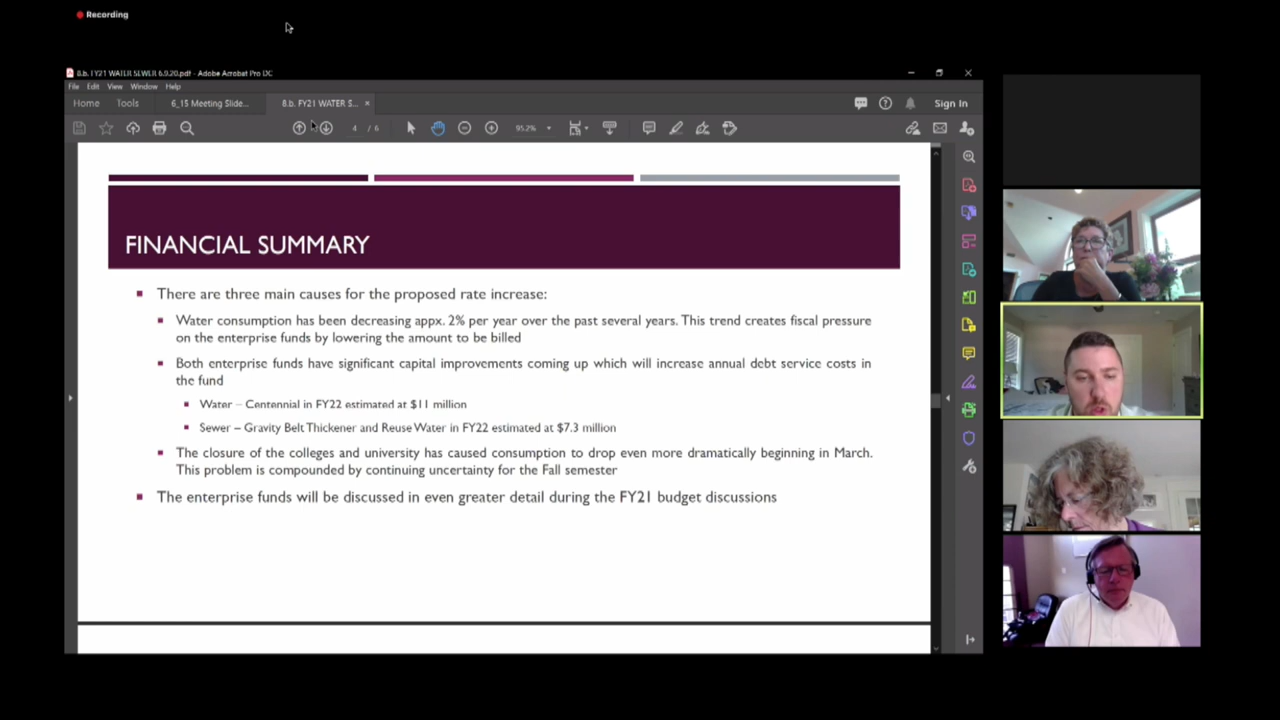 Recording
8.b. FY21 WATER SEWER 6.9.20.pdf - Adobe Acrobat Pro DC
File Edit View Window Help
Home Tools 6_15 Meeting Slide... 8.b. FY21 WATER S... × Sign In
4 / 6 95.2%
FINANCIAL SUMMARY
There are three main causes for the proposed rate increase:
Water consumption has been decreasing appx. 2% per year over the past several years. This trend creates fiscal pressure
on the enterprise funds by lowering the amount to be billed
Both enterprise funds have significant capital improvements coming up which will increase annual debt service costs in
the fund
Water – Centennial in FY22 estimated at $11 million
Sewer – Gravity Belt Thickener and Reuse Water in FY22 estimated at $7.3 million
The closure of the colleges and university has caused consumption to drop even more dramatically beginning in March.
This problem is compounded by continuing uncertainty for the Fall semester
The enterprise funds will be discussed in even greater detail during the FY21 budget discussions